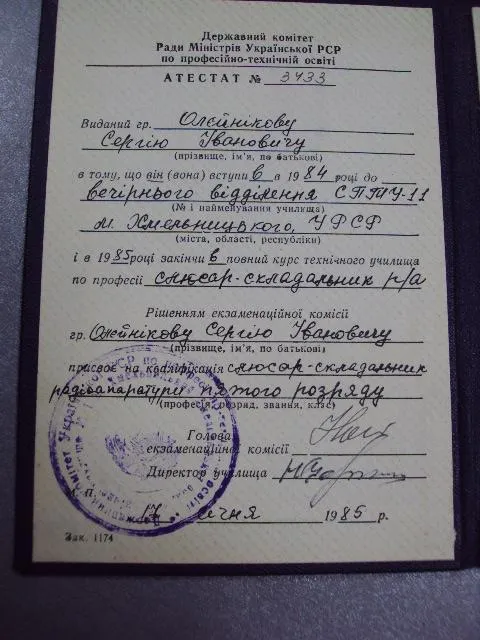 Державний комітет
Ради Міністрів Української РСР
по професійно-технічній освіті
АТЕСТАТ № 3433
Виданий гр. Олєйнікову
Сергію Івановичу
(прізвище, ім'я, по батькові)
в тому, що він (вона) вступив в 1984 році до
вечірнього відділення СПТУ-11
(№ і найменування училища)
м. Хмельницького, УРСР
(міста, області, республіки)
і в 1985 році закінчив повний курс технічного училища
по професії слюсар-складальник р/а
Рішенням екзаменаційної комісії
гр. Олєйнікову Сергію Івановичу
(прізвище, ім'я, по батькові)
присвоєна кваліфікація слюсар-складальник
радіоапаратури п'ятого розряду
(професія, розряд, звання, клас)
Голова
екзаменаційної комісії
Директор училища
М. П.
17 січня 1985 р.
Зак. 1174